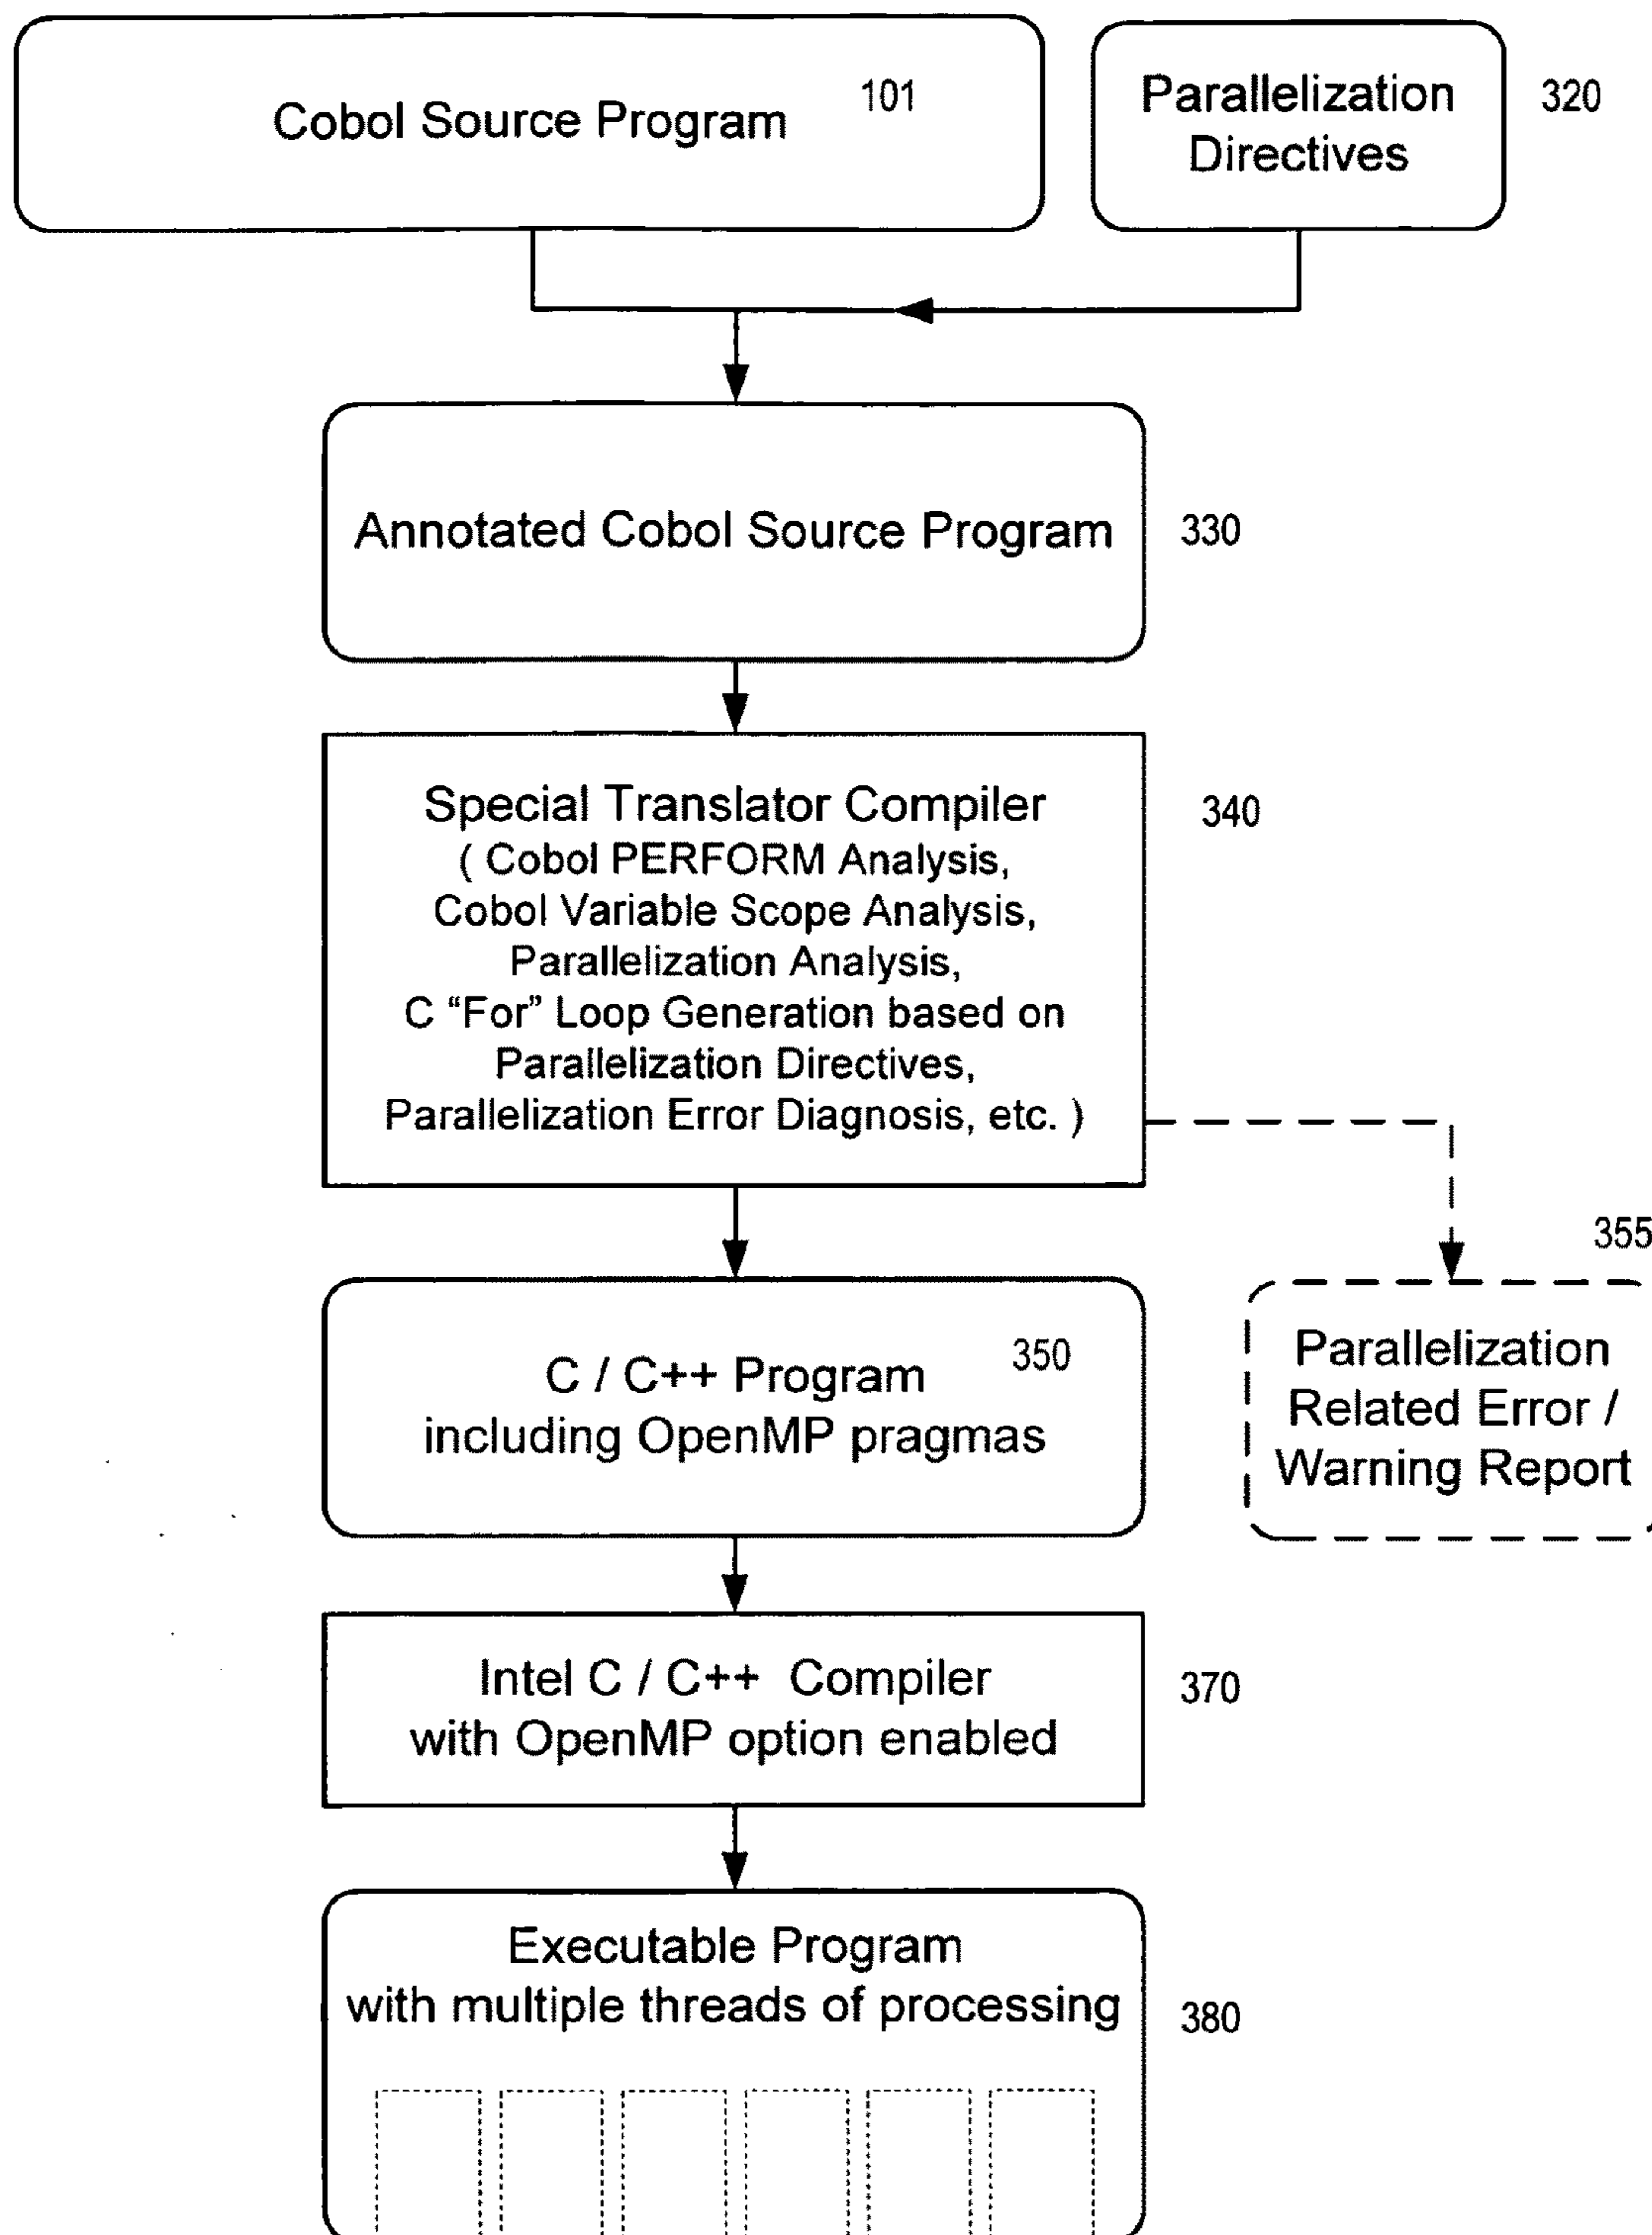 Cobol Source Program
101
Parallelization
Directives
320
Annotated Cobol Source Program
330
Special Translator Compiler
( Cobol PERFORM Analysis,
Cobol Variable Scope Analysis,
Parallelization Analysis,
C “For” Loop Generation based on
Parallelization Directives,
Parallelization Error Diagnosis, etc. )
340
355
Parallelization
Related Error /
Warning Report
C / C++ Program
including OpenMP pragmas
350
Intel C / C++ Compiler
with OpenMP option enabled
370
Executable Program
with multiple threads of processing
380